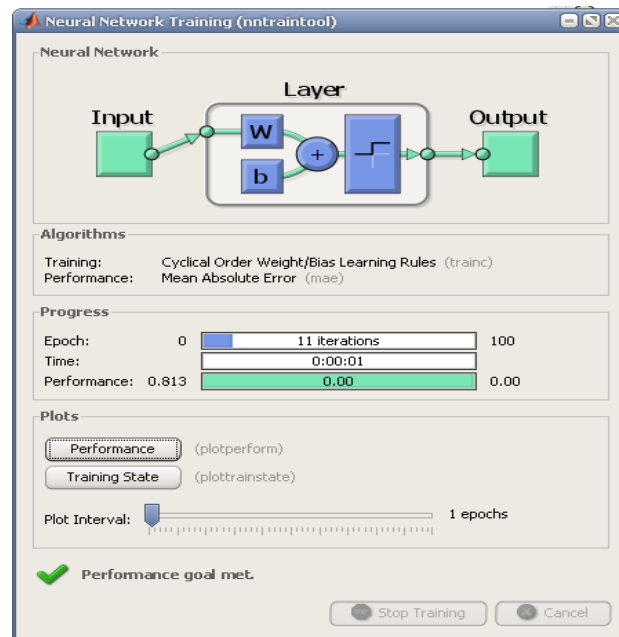 Neural Network Training (nntraintool)
Neural Network
Layer
Input
Output
W
b
+
Algorithms
Training: Cyclical Order Weight/Bias Learning Rules (trainc)
Performance: Mean Absolute Error (mae)
Progress
Epoch: 0 11 iterations 100
Time: 0:00:01
Performance: 0.813 0.00 0.00
Plots
Performance (plotperform)
Training State (plottrainstate)
Plot Interval: 1 epochs
Performance goal met.
Stop Training Cancel